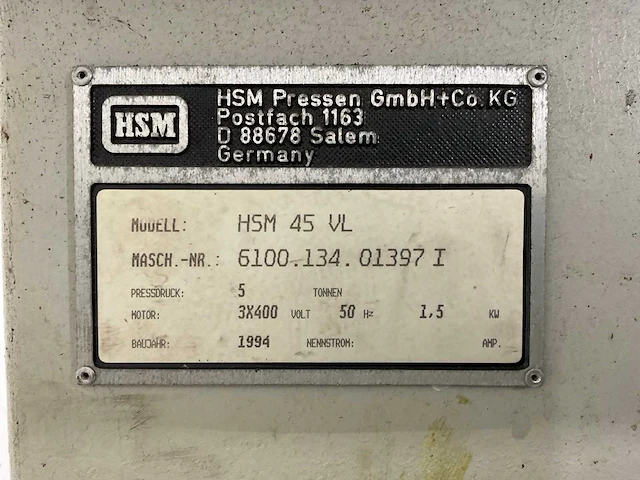 HSM
HSM Pressen GmbH+Co. KG
Postfach 1163
D 88678 Salem
Germany
MODELL: HSM 45 VL
MASCH.-NR.: 6100.134.01397 I
PRESSDRUCK: 5 TONNEN
MOTOR: 3X400 VOLT 50 Hz 1,5 KW
BAUJAHR: 1994 NENNSTROM: AMP.